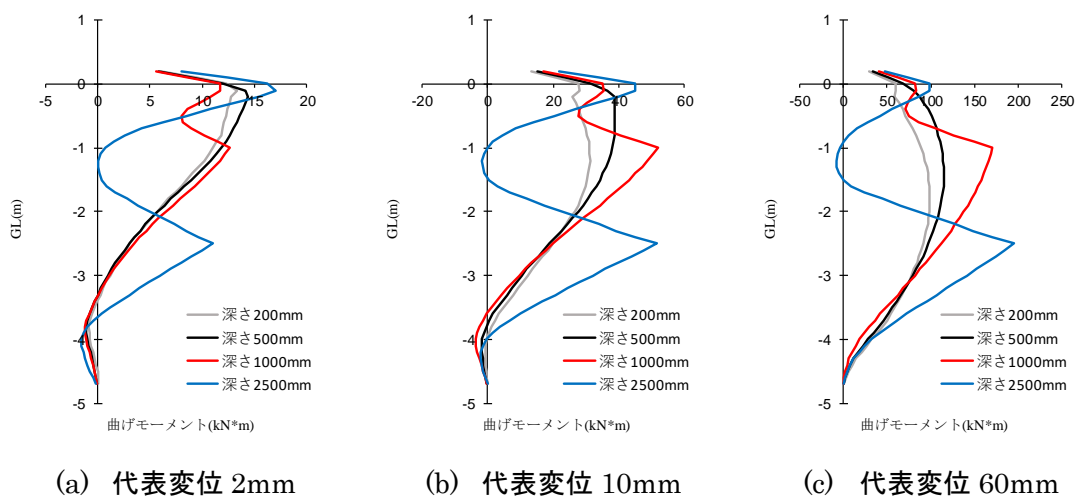 1
0
-5
0
5
10
15
20
-1
-2
-3
-4
-5
GL(m)
曲げモーメント(kN*m)
深さ200mm
深さ500mm
深さ1000mm
深さ2500mm
(a) 代表変位 2mm
1
0
-20
0
20
40
60
-1
-2
-3
-4
-5
GL(m)
曲げモーメント(kN*m)
深さ200mm
深さ500mm
深さ1000mm
深さ2500mm
(b) 代表変位 10mm
1
0
-50
0
50
100
150
200
250
-1
-2
-3
-4
-5
GL(m)
曲げモーメント(kN*m)
深さ200mm
深さ500mm
深さ1000mm
深さ2500mm
(c) 代表変位 60mm